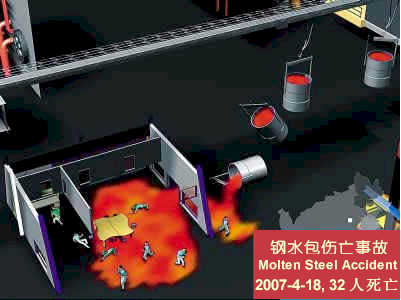 钢水包伤亡事故
Molten Steel Accident
2007-4-18, 32 人死亡